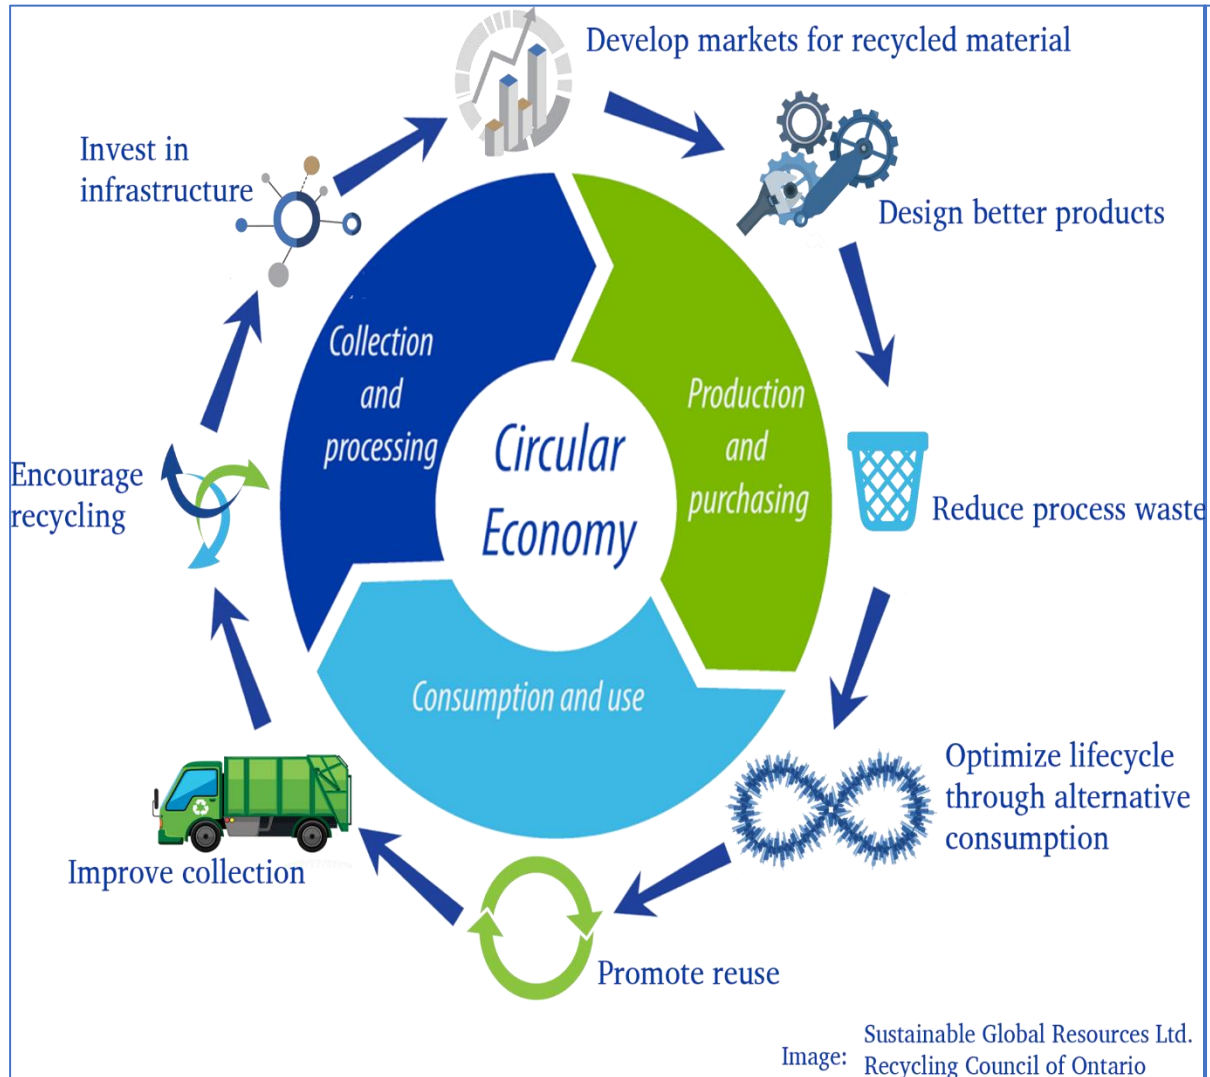 Develop markets for recycled material
Invest in
infrastructure
Design better products
Collection
and
processing
Production
and
purchasing
Circular
Economy
Encourage
recycling
Reduce process waste
Consumption and use
Optimize lifecycle
through alternative
consumption
Improve collection
Promote reuse
Image:
Sustainable Global Resources Ltd.
Recycling Council of Ontario